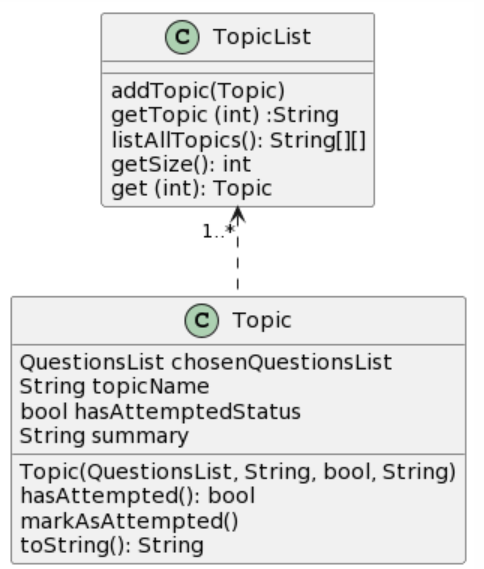 C TopicList
addTopic(Topic)
getTopic (int) :String
listAllTopics(): String[][]
getSize(): int
get (int): Topic
1..*
C Topic
QuestionsList chosenQuestionsList
String topicName
bool hasAttemptedStatus
String summary
Topic(QuestionsList, String, bool, String)
hasAttempted(): bool
markAsAttempted()
toString(): String